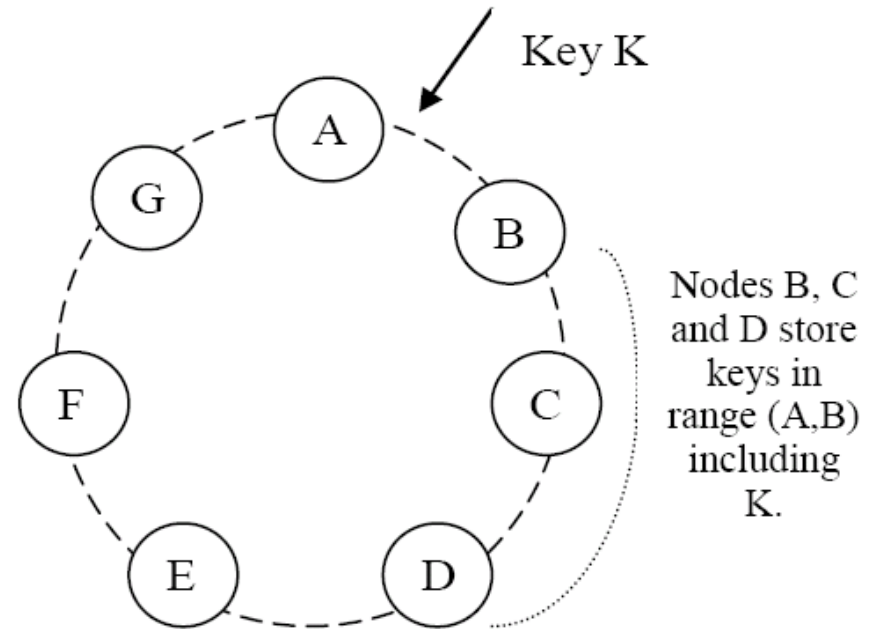 Key K
A
G
B
Nodes B, C
and D store
keys in
range (A,B)
including
K.
F
C
E
D